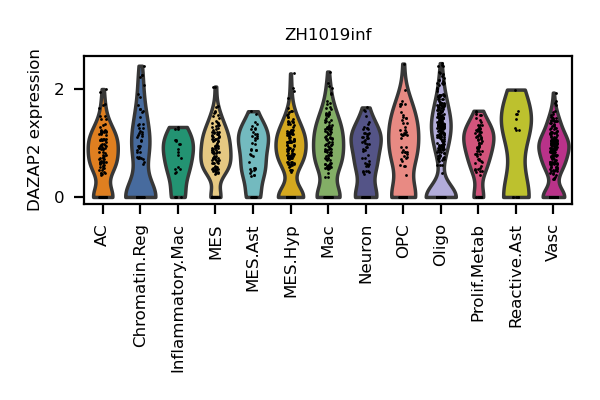 ZH1019inf
DAZAP2 expression
2
0
AC
Chromatin.Reg
Inflammatory.Mac
MES
MES.Ast
MES.Hyp
Mac
Neuron
OPC
Oligo
Prolif.Metab
Reactive.Ast
Vasc